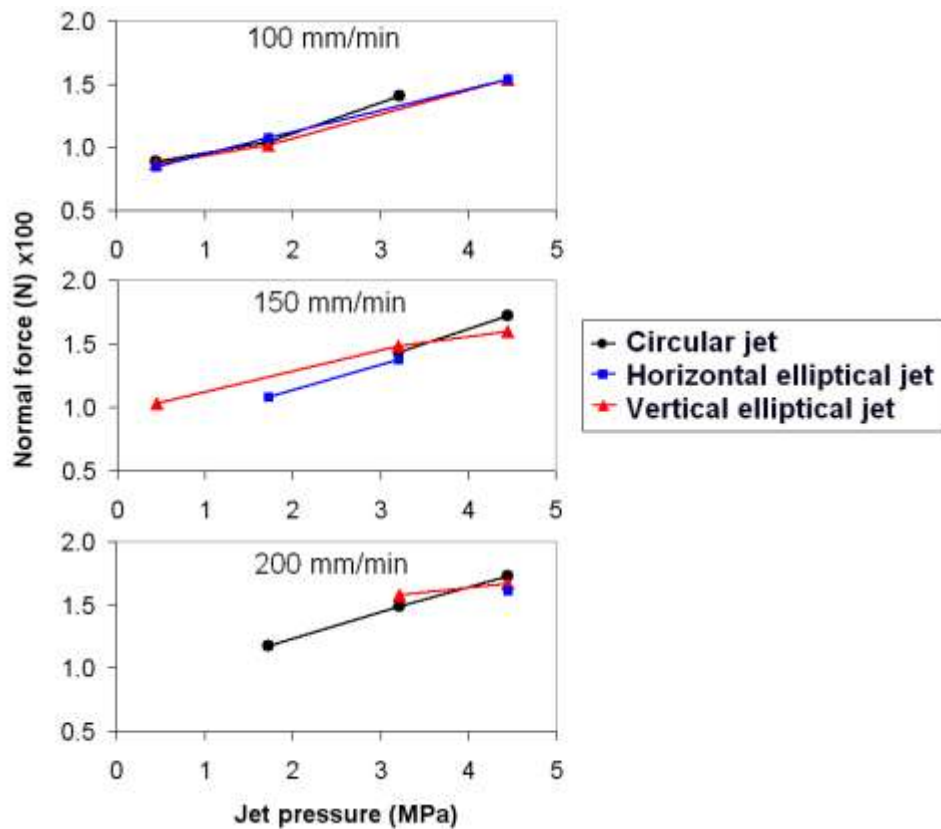 2.0
100 mm/min
1.5
1.0
0.5
0 1 2 3 4 5
2.0
150 mm/min
1.5
1.0
0.5
0 1 2 3 4 5
2.0
200 mm/min
1.5
1.0
0.5
0 1 2 3 4 5
Normal force (N) x100
Jet pressure (MPa)
Circular jet
Horizontal elliptical jet
Vertical elliptical jet